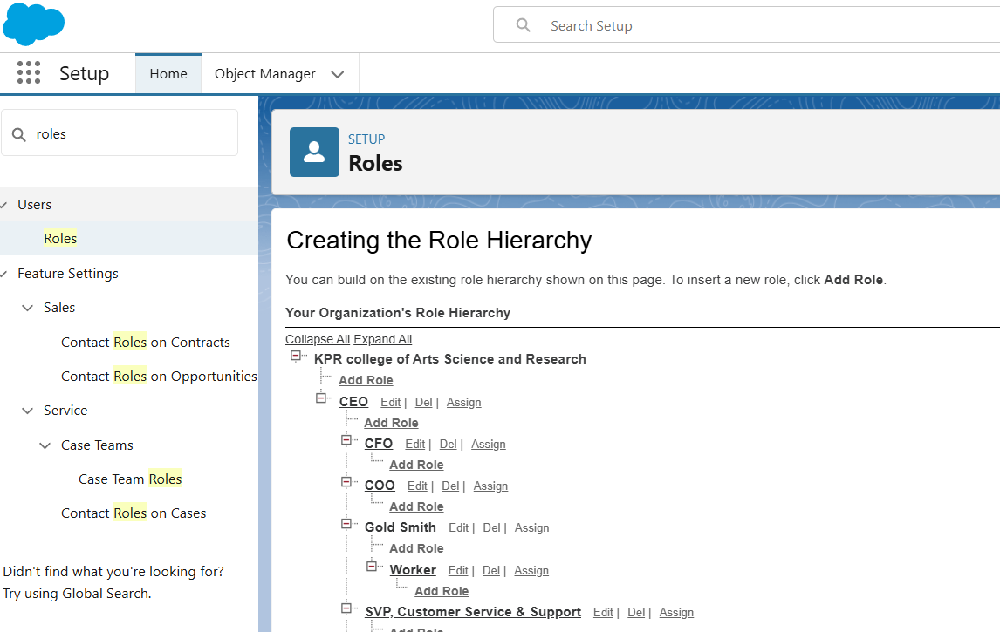 Search Setup
Setup
Home
Object Manager
roles
Users
Roles
Feature Settings
Sales
Contact Roles on Contracts
Contact Roles on Opportunities
Service
Case Teams
Case Team Roles
Contact Roles on Cases
Didn't find what you're looking for?
Try using Global Search.
SETUP
Roles
Creating the Role Hierarchy
You can build on the existing role hierarchy shown on this page. To insert a new role, click Add Role.
Your Organization's Role Hierarchy
Collapse All Expand All
KPR college of Arts Science and Research
Add Role
CEO Edit | Del | Assign
Add Role
CFO Edit | Del | Assign
Add Role
COO Edit | Del | Assign
Add Role
Gold Smith Edit | Del | Assign
Add Role
Worker Edit | Del | Assign
Add Role
SVP, Customer Service & Support Edit | Del | Assign
Add Role